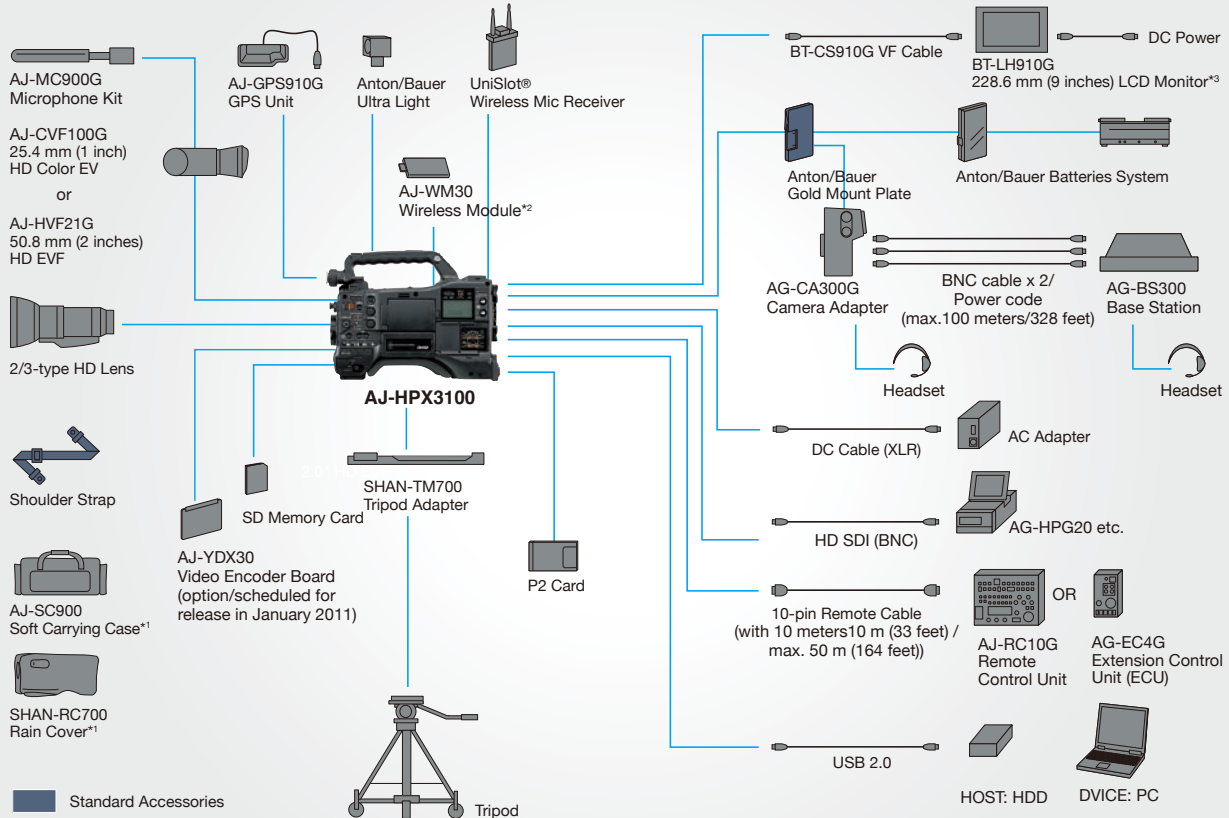 AJ-MC900G
Microphone Kit
AJ-CVF100G
25.4 mm (1 inch)
HD Color EV
or
AJ-HVF21G
50.8 mm (2 inches)
HD EVF
2/3-type HD Lens
Shoulder Strap
AJ-SC900
Soft Carrying Case*1
SHAN-RC700
Rain Cover*1
Standard Accessories
AJ-GPS910G
GPS Unit
Anton/Bauer
Ultra Light
UniSlot®
Wireless Mic Receiver
AJ-WM30
Wireless Module*2
AJ-HPX3100
SD Memory Card
AJ-YDX30
Video Encoder Board
(option/scheduled for
release in January 2011)
SHAN-TM700
Tripod Adapter
P2 Card
Tripod
BT-CS910G VF Cable
BT-LH910G
228.6 mm (9 inches) LCD Monitor*3
DC Power
Anton/Bauer
Gold Mount Plate
Anton/Bauer Batteries System
AG-CA300G
Camera Adapter
BNC cable x 2/
Power code
(max.100 meters/328 feet)
AG-BS300
Base Station
Headset
Headset
DC Cable (XLR)
AC Adapter
HD SDI (BNC)
AG-HPG20 etc.
10-pin Remote Cable
(with 10 meters10 m (33 feet) /
max. 50 m (164 feet))
AJ-RC10G
Remote
Control Unit
OR
AG-EC4G
Extension Control
Unit (ECU)
USB 2.0
HOST: HDD
DVICE: PC